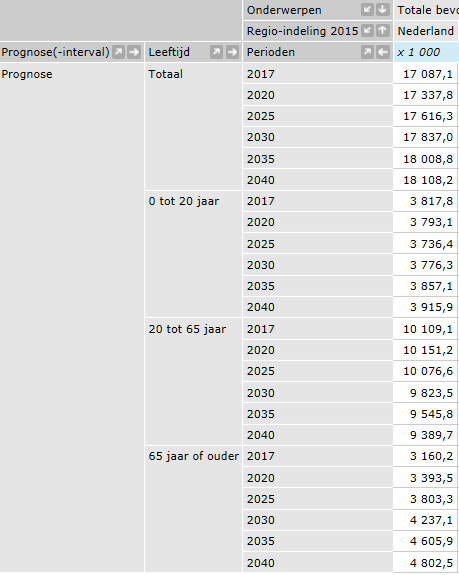 Onderwerpen Totale bevo
Regio-indeling 2015 Nederland
Prognose(-interval) Leeftijd Perioden x 1 000
Prognose Totaal 2017 17 087,1
2020 17 337,8
2025 17 616,3
2030 17 837,0
2035 18 008,8
2040 18 108,2
0 tot 20 jaar 2017 3 817,8
2020 3 793,1
2025 3 736,4
2030 3 776,3
2035 3 857,1
2040 3 915,9
20 tot 65 jaar 2017 10 109,1
2020 10 151,2
2025 10 076,6
2030 9 823,5
2035 9 545,8
2040 9 389,7
65 jaar of ouder 2017 3 160,2
2020 3 393,5
2025 3 803,3
2030 4 237,1
2035 4 605,9
2040 4 802,5